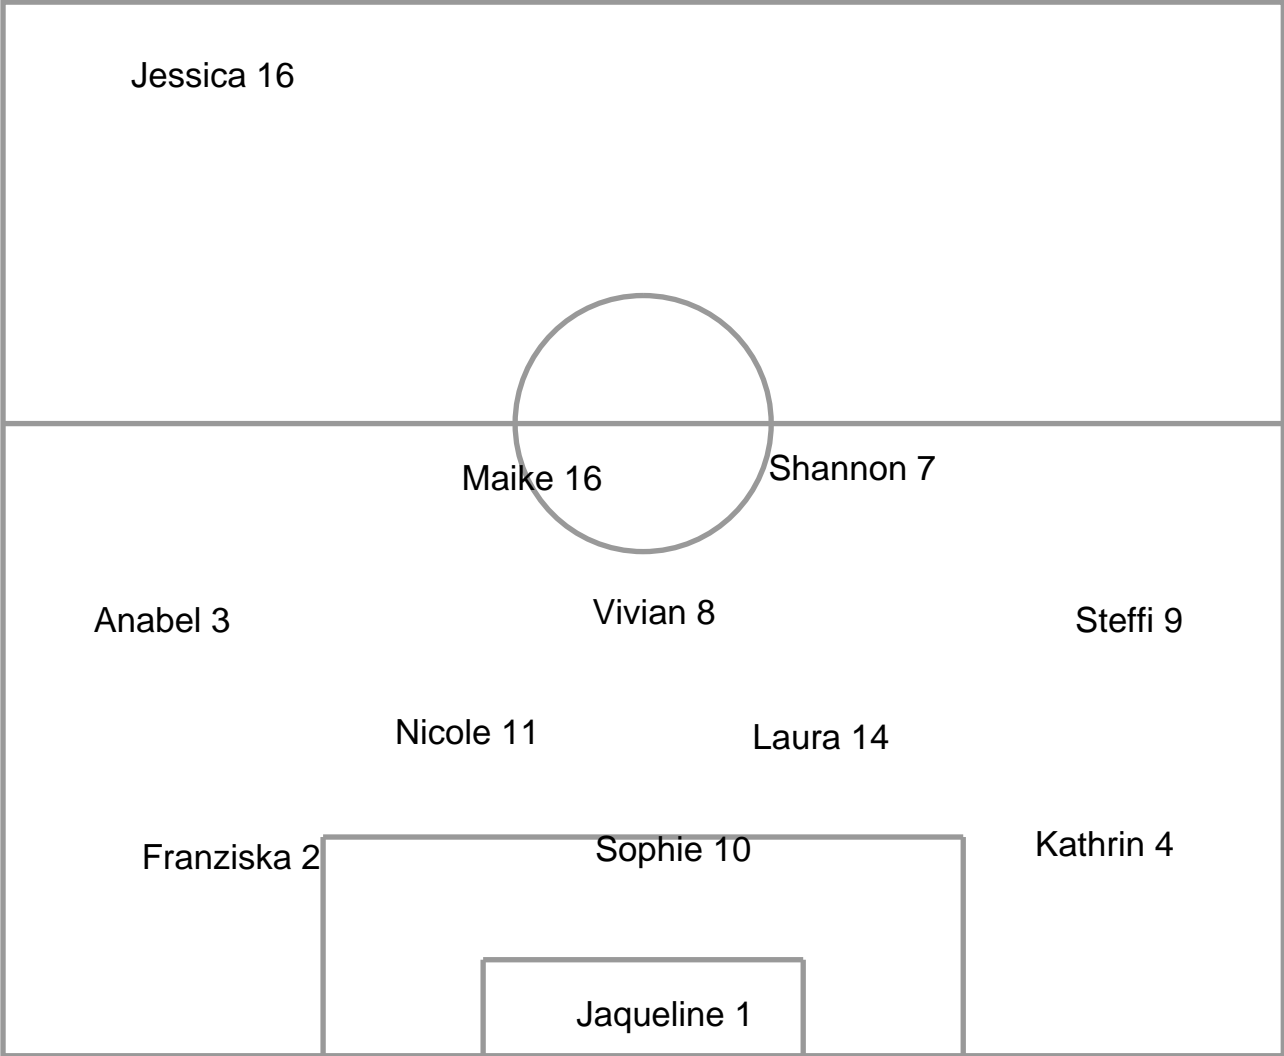 Jessica 16
Maike 16
Shannon 7
Anabel 3
Vivian 8
Steffi 9
Nicole 11
Laura 14
Franziska 2
Sophie 10
Kathrin 4
Jaqueline 1